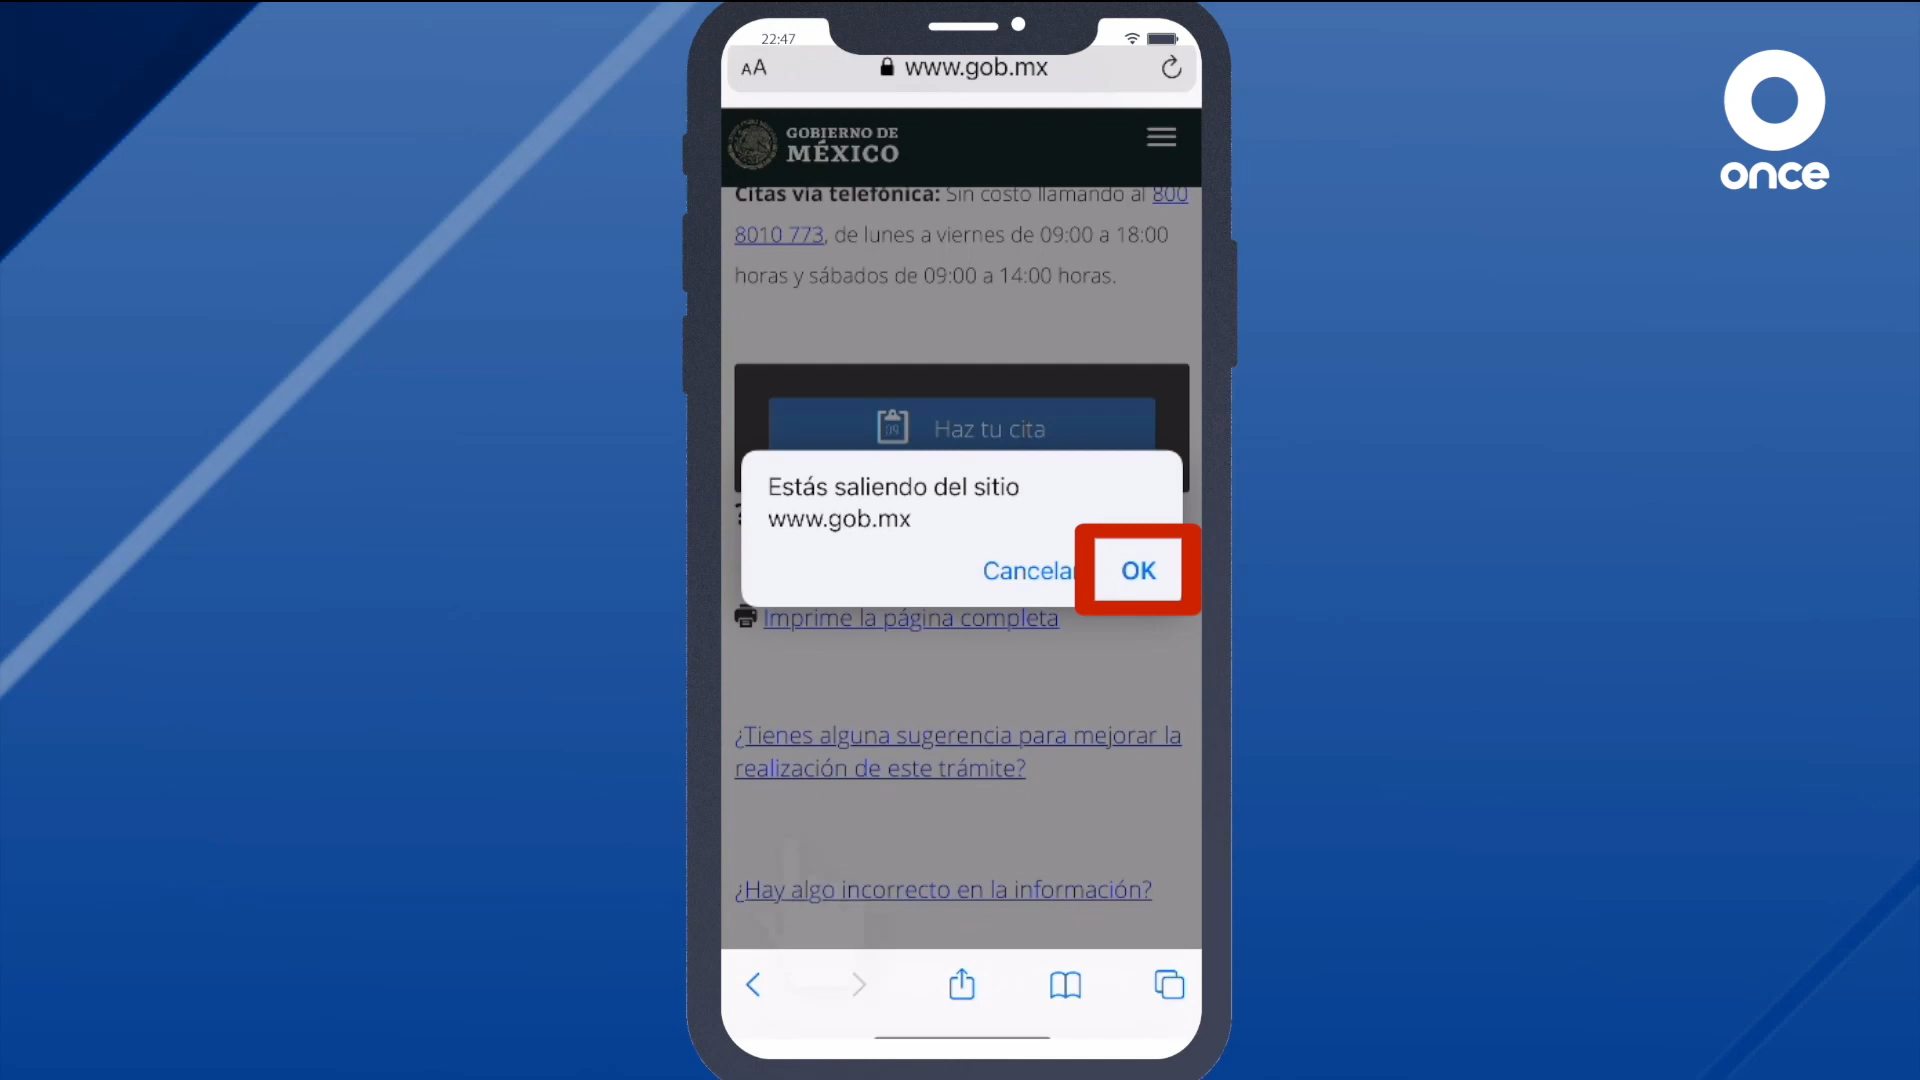 22:47
AA
www.gob.mx
once
GOBIERNO DE
MÉXICO
Citas vía telefónica: Sin costo llamando al 800
8010 773, de lunes a viernes de 09:00 a 18:00
horas y sábados de 09:00 a 14:00 horas.
09
Haz tu cita
Estás saliendo del sitio
www.gob.mx
Cancelar
OK
Imprime la página completa
¿Tienes alguna sugerencia para mejorar la
realización de este trámite?
¿Hay algo incorrecto en la información?